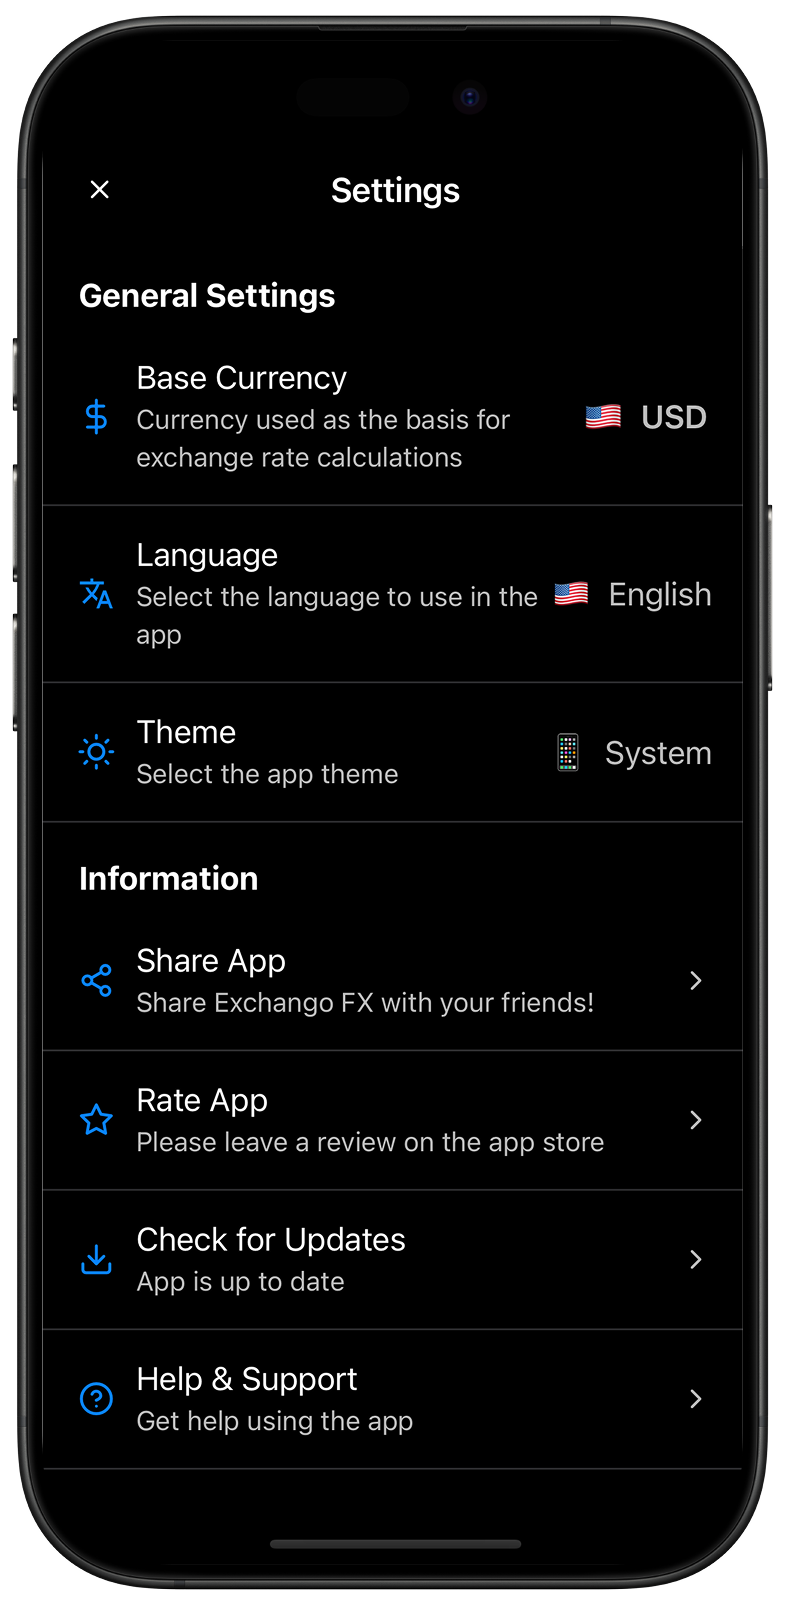 Settings
General Settings
Base Currency
Currency used as the basis for
exchange rate calculations
🇺🇸 USD
Language
Select the language to use in the
app
🇺🇸 English
Theme
Select the app theme
📱 System
Information
Share App
Share Exchango FX with your friends!
Rate App
Please leave a review on the app store
Check for Updates
App is up to date
Help & Support
Get help using the app